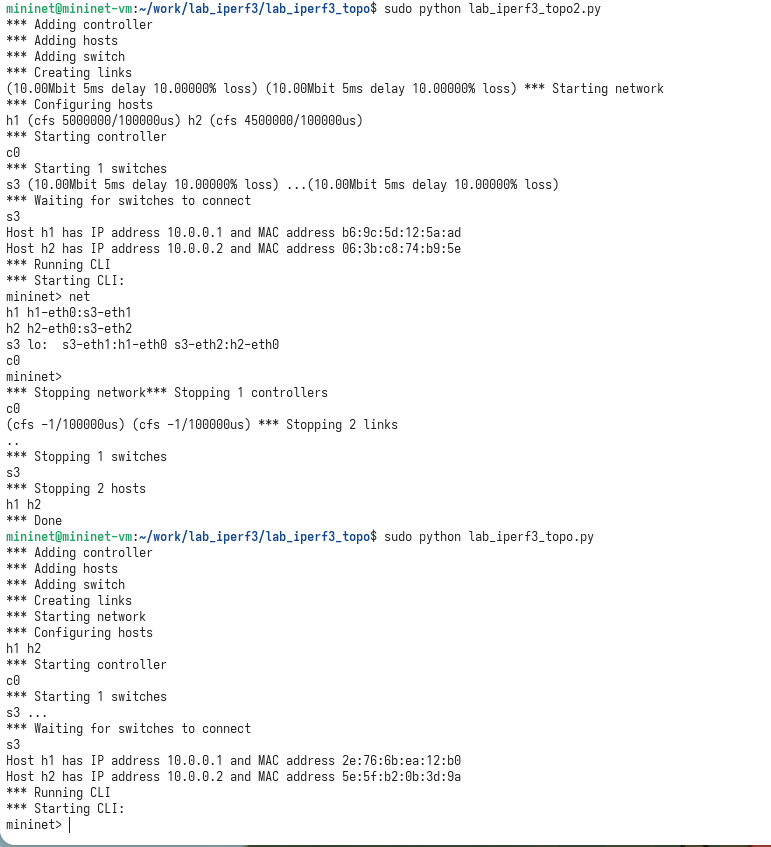 mininet@mininet-vm:~/work/lab_iperf3/lab_iperf3_topo$ sudo python lab_iperf3_topo2.py
*** Adding controller
*** Adding hosts
*** Adding switch
*** Creating links
(10.00Mbit 5ms delay 10.00000% loss) (10.00Mbit 5ms delay 10.00000% loss) *** Starting network
*** Configuring hosts
h1 (cfs 5000000/100000us) h2 (cfs 4500000/100000us)
*** Starting controller
c0
*** Starting 1 switches
s3 (10.00Mbit 5ms delay 10.00000% loss) ...(10.00Mbit 5ms delay 10.00000% loss)
*** Waiting for switches to connect
s3
Host h1 has IP address 10.0.0.1 and MAC address b6:9c:5d:12:5a:ad
Host h2 has IP address 10.0.0.2 and MAC address 06:3b:c8:74:b9:5e
*** Running CLI
*** Starting CLI:
mininet> net
h1 h1-eth0:s3-eth1
h2 h2-eth0:s3-eth2
s3 lo:  s3-eth1:h1-eth0 s3-eth2:h2-eth0
c0
mininet>
*** Stopping network*** Stopping 1 controllers
c0
(cfs -1/100000us) (cfs -1/100000us) *** Stopping 2 links
..
*** Stopping 1 switches
s3
*** Stopping 2 hosts
h1 h2
*** Done
mininet@mininet-vm:~/work/lab_iperf3/lab_iperf3_topo$ sudo python lab_iperf3_topo.py
*** Adding controller
*** Adding hosts
*** Adding switch
*** Creating links
*** Starting network
*** Configuring hosts
h1 h2
*** Starting controller
c0
*** Starting 1 switches
s3 ...
*** Waiting for switches to connect
s3
Host h1 has IP address 10.0.0.1 and MAC address 2e:76:6b:ea:12:b0
Host h2 has IP address 10.0.0.2 and MAC address 5e:5f:b2:0b:3d:9a
*** Running CLI
*** Starting CLI:
mininet>